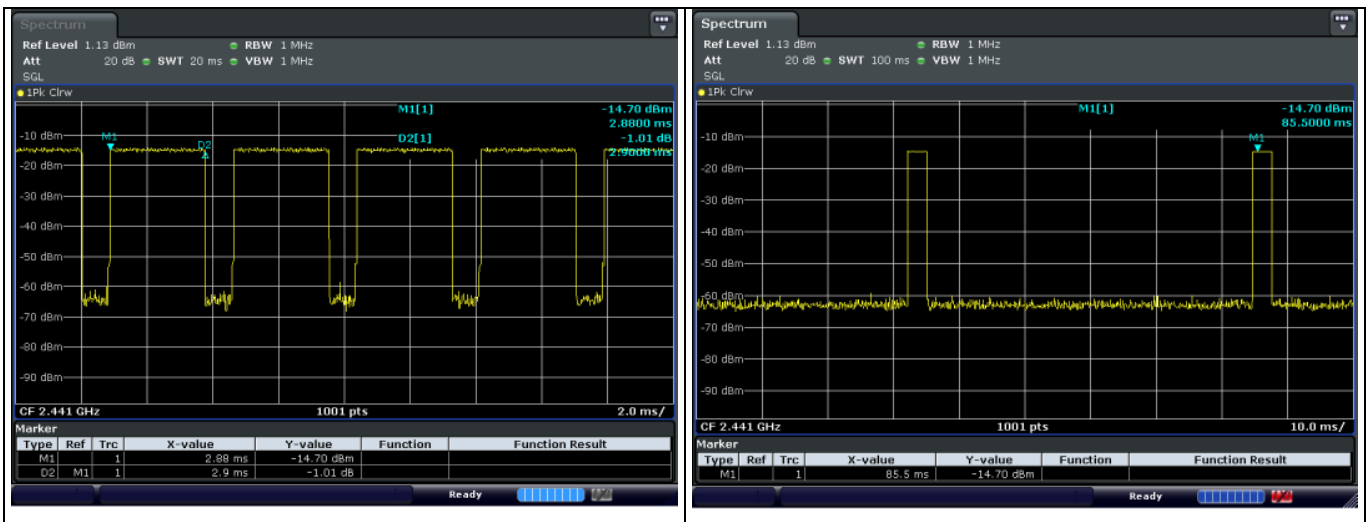 Spectrum
Ref Level 1.13 dBm RBW 1 MHz
Att 20 dB SWT 20 ms VBW 1 MHz
SGL
1Pk Clrw
M1[1] -14.70 dBm
2.8800 ms
D2[1] -1.01 dB
2.9000 ms
M1
D2
-10 dBm
-20 dBm
-30 dBm
-40 dBm
-50 dBm
-60 dBm
-70 dBm
-80 dBm
-90 dBm
CF 2.441 GHz 1001 pts 2.0 ms/
Marker
Type Ref Trc X-value Y-value Function Function Result
M1 1 2.88 ms -14.70 dBm
D2 M1 1 2.9 ms -1.01 dB
Ready
Spectrum
Ref Level 1.13 dBm RBW 1 MHz
Att 20 dB SWT 100 ms VBW 1 MHz
SGL
1Pk Clrw
M1[1] -14.70 dBm
85.5000 ms
M1
-10 dBm
-20 dBm
-30 dBm
-40 dBm
-50 dBm
-60 dBm
-70 dBm
-80 dBm
-90 dBm
CF 2.441 GHz 1001 pts 10.0 ms/
Marker
Type Ref Trc X-value Y-value Function Function Result
M1 1 85.5 ms -14.70 dBm
Ready